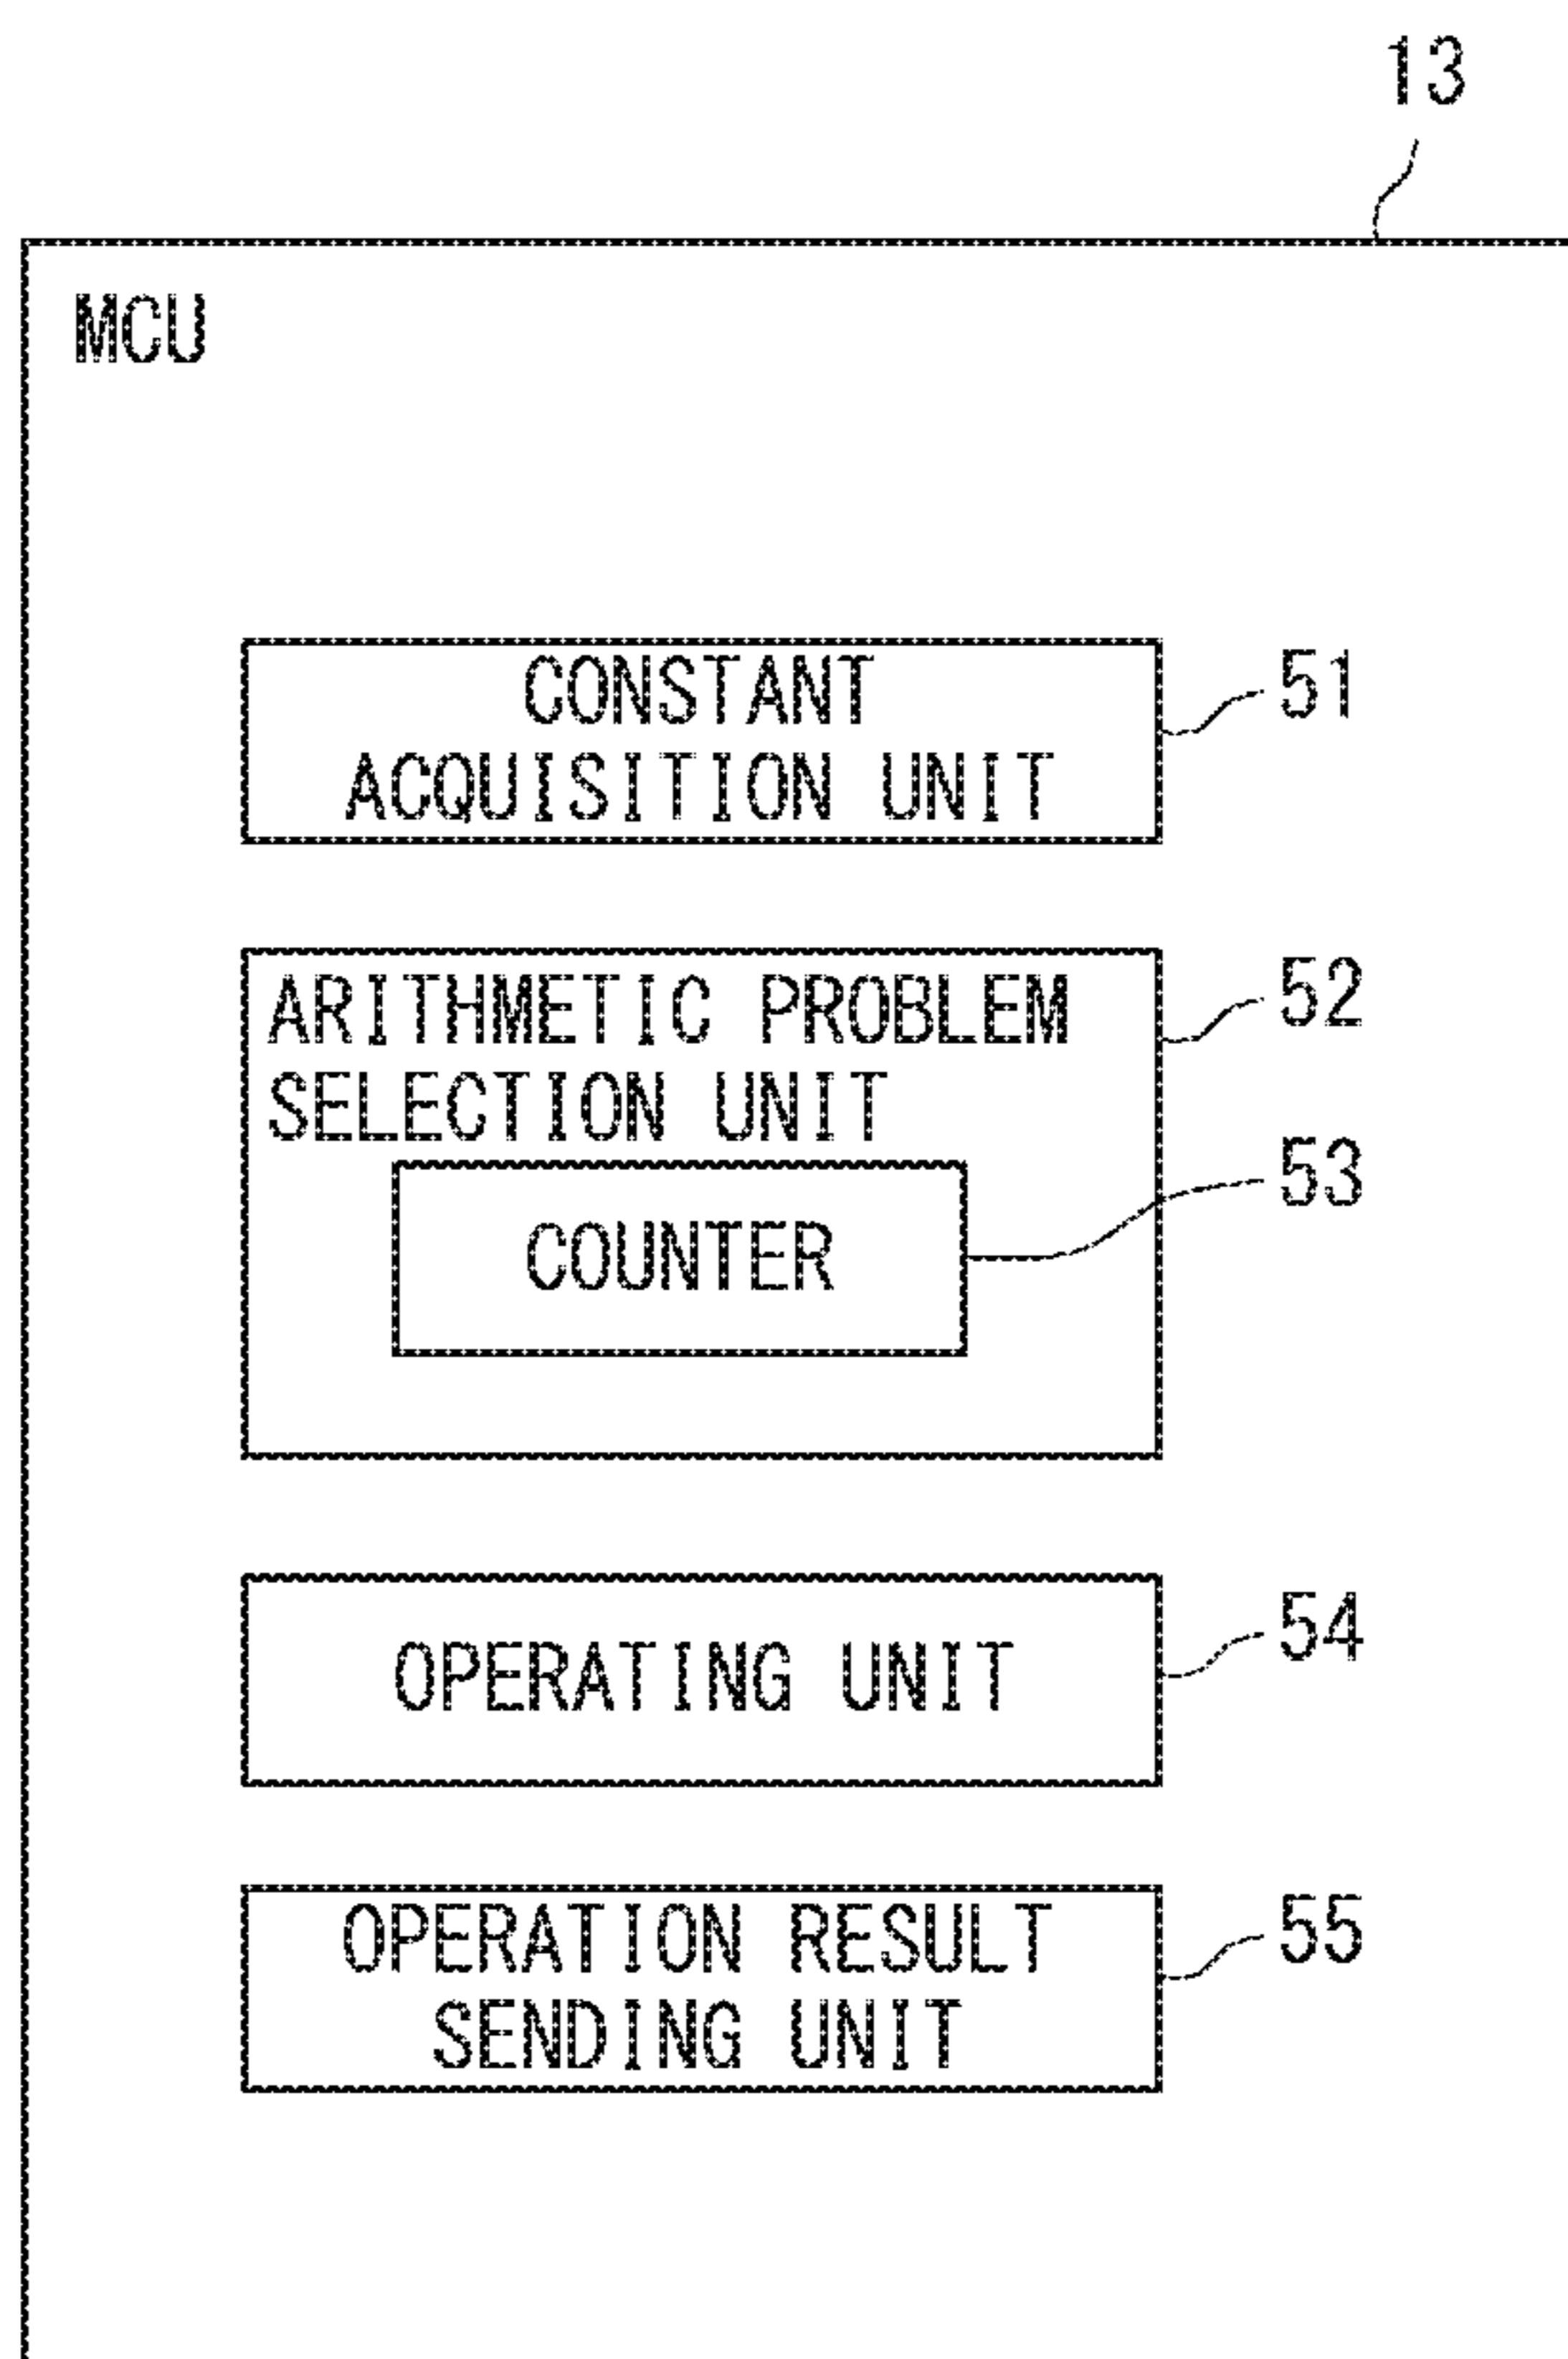 13
MCU
CONSTANT
ACQUISITION UNIT
51
ARITHMETIC PROBLEM
SELECTION UNIT
52
COUNTER
53
OPERATING UNIT
54
OPERATION RESULT
SENDING UNIT
55